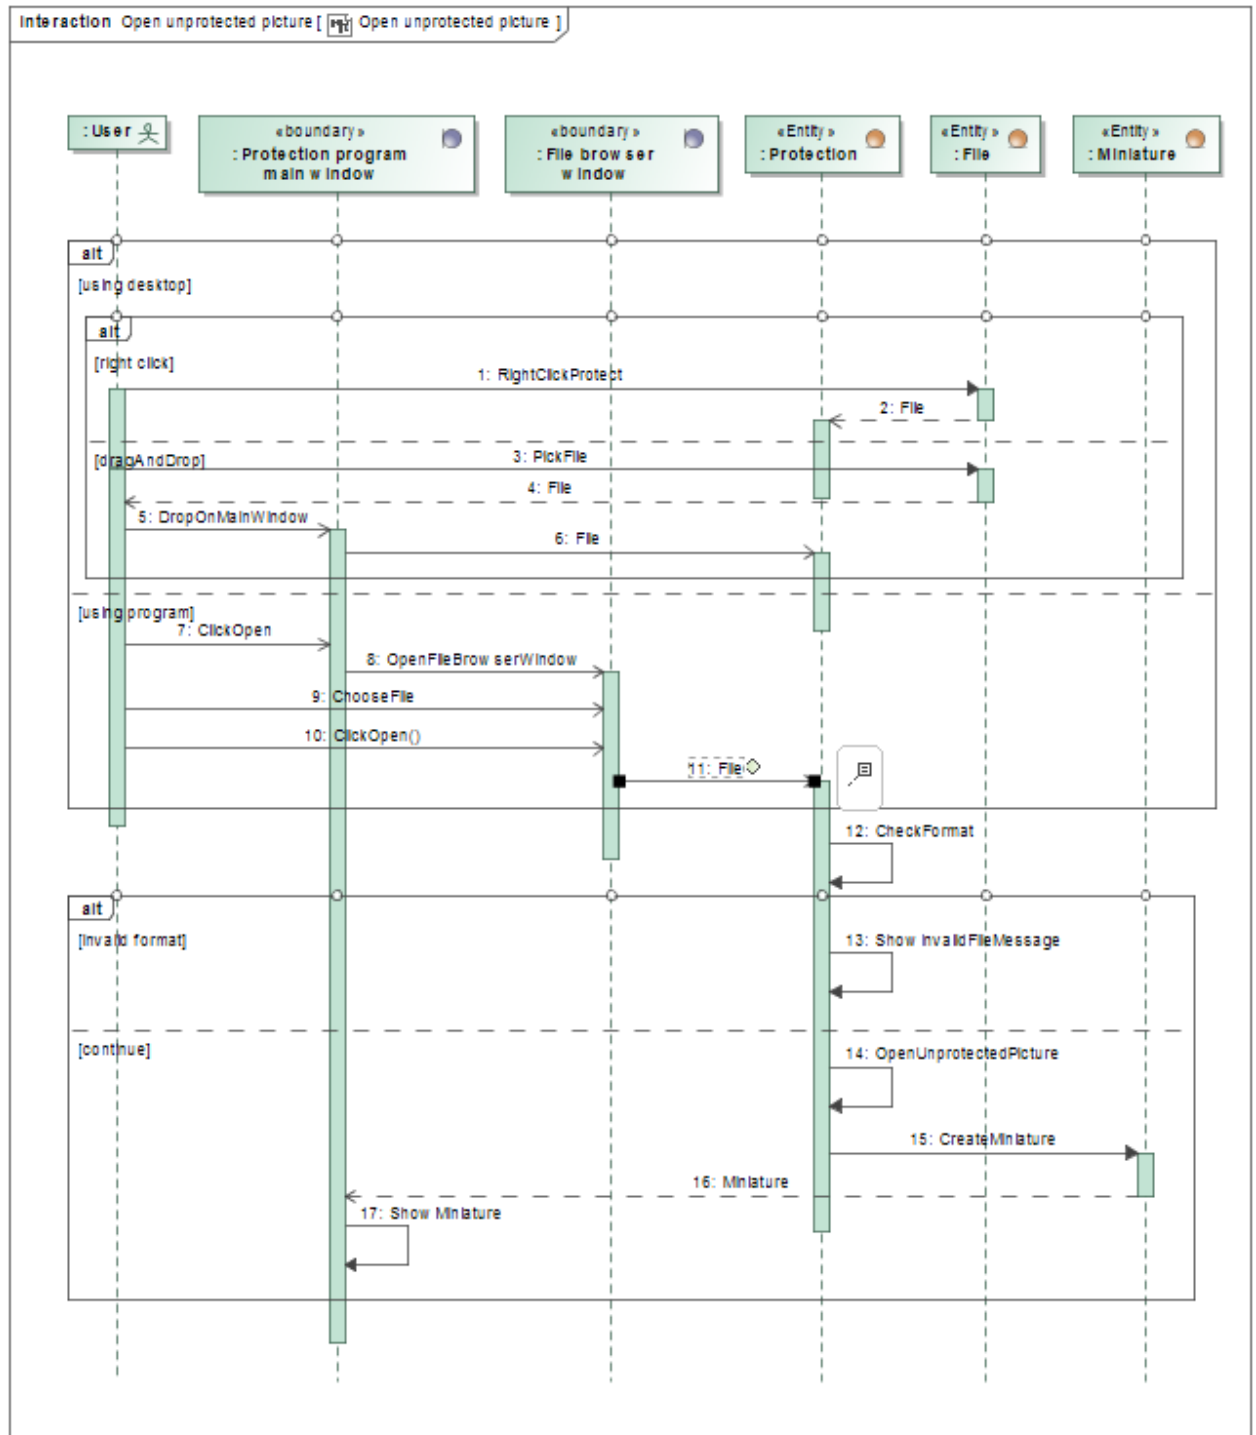 Interaction Open unprotected picture [ Open unprotected picture ]
: User
«boundary»
: Protection program
main window
«boundary»
: File browser
window
«Entity»
: Protection
«Entity»
: File
«Entity»
: Miniature
alt
[using desktop]
alt
[right click]
1: RightClickProtect
2: File
[dragAndDrop]
3: PickFile
4: File
5: DropOnMainWindow
6: File
[using program]
7: ClickOpen
8: OpenFileBrowserWindow
9: ChooseFile
10: ClickOpen()
11: File
12: CheckFormat
alt
[invalid format]
13: Show InvalidFileMessage
[continue]
14: OpenUnprotectedPicture
15: CreateMiniature
16: Miniature
17: Show Miniature